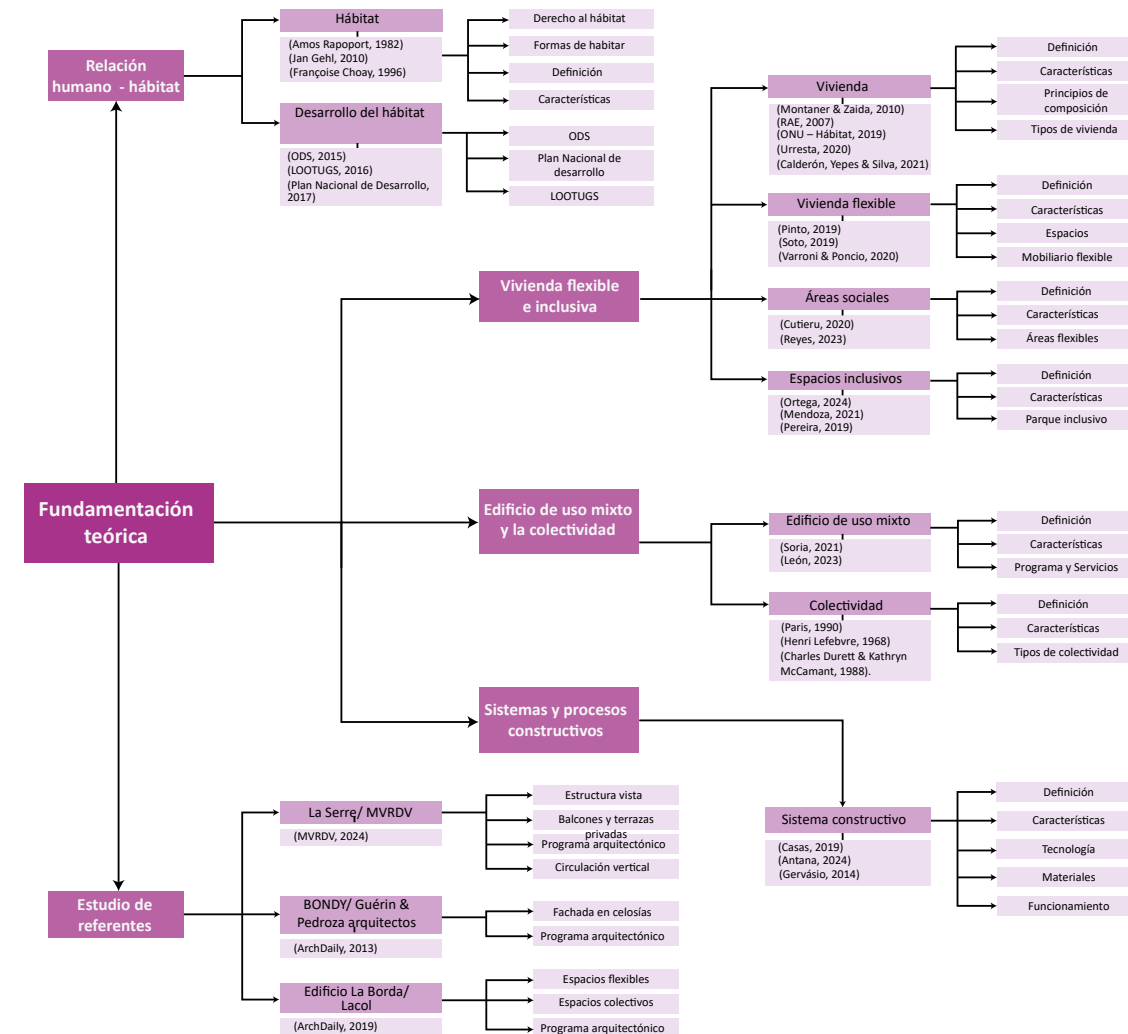 Fundamentación
teórica
Relación
humano - hábitat
Hábitat
(Amos Rapoport, 1982)
(Jan Gehl, 2010)
(Françoise Choay, 1996)
Derecho al hábitat
Formas de habitar
Definición
Características
Desarrollo del hábitat
(ODS, 2015)
(LOOTUGS, 2016)
(Plan Nacional de Desarrollo,
2017)
ODS
Plan Nacional de
desarrollo
LOOTUGS
Vivienda flexible
e inclusiva
Vivienda
(Montaner & Zaida, 2010)
(RAE, 2007)
(ONU – Hábitat, 2019)
(Urresta, 2020)
(Calderón, Yepes & Silva, 2021)
Definición
Características
Principios de
composición
Tipos de vivienda
Vivienda flexible
(Pinto, 2019)
(Soto, 2019)
(Varroni & Poncio, 2020)
Definición
Características
Espacios
Mobiliario flexible
Áreas sociales
(Cutieru, 2020)
(Reyes, 2023)
Definición
Características
Áreas flexibles
Espacios inclusivos
(Ortega, 2024)
(Mendoza, 2021)
(Pereira, 2019)
Definición
Características
Parque inclusivo
Edificio de uso mixto
y la colectividad
Edificio de uso mixto
(Soria, 2021)
(León, 2023)
Definición
Características
Programa y Servicios
Colectividad
(Paris, 1990)
(Henri Lefebvre, 1968)
(Charles Durett & Kathryn
McCamant, 1988).
Definición
Características
Tipos de colectividad
Sistemas y procesos
constructivos
Sistema constructivo
(Casas, 2019)
(Antana, 2024)
(Gervásio, 2014)
Definición
Características
Tecnología
Materiales
Funcionamiento
Estudio de
referentes
La Serre/ MVRDV
(MVRDV, 2024)
Estructura vista
Balcones y terrazas
privadas
Programa arquitectónico
Circulación vertical
BONDY/ Guérin &
Pedroza arquitectos
(ArchDaily, 2013)
Fachada en celosías
Programa arquitectónico
Edificio La Borda/
Lacol
(ArchDaily, 2019)
Espacios flexibles
Espacios colectivos
Programa arquitectónico